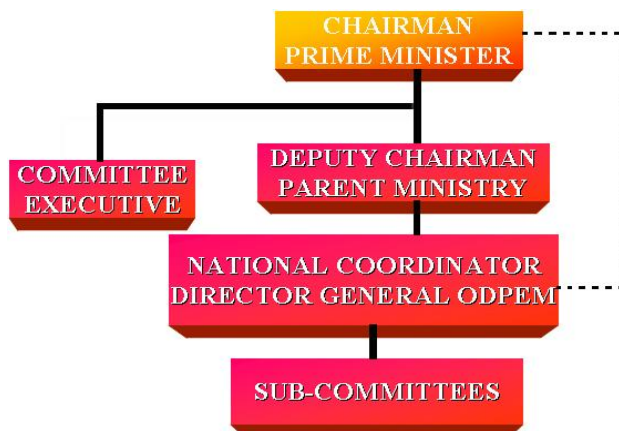 CHAIRMAN
PRIME MINISTER
COMMITTEE
EXECUTIVE
DEPUTY CHAIRMAN
PARENT MINISTRY
NATIONAL COORDINATOR
DIRECTOR GENERAL ODPEM
SUB-COMMITTEES